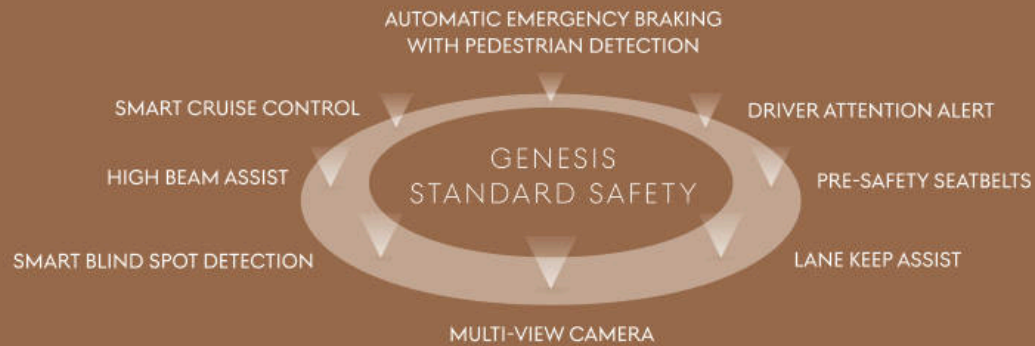 AUTOMATIC EMERGENCY BRAKING
WITH PEDESTRIAN DETECTION
SMART CRUISE CONTROL
DRIVER ATTENTION ALERT
GENESIS
STANDARD SAFETY
HIGH BEAM ASSIST
PRE-SAFETY SEATBELTS
SMART BLIND SPOT DETECTION
LANE KEEP ASSIST
MULTI-VIEW CAMERA